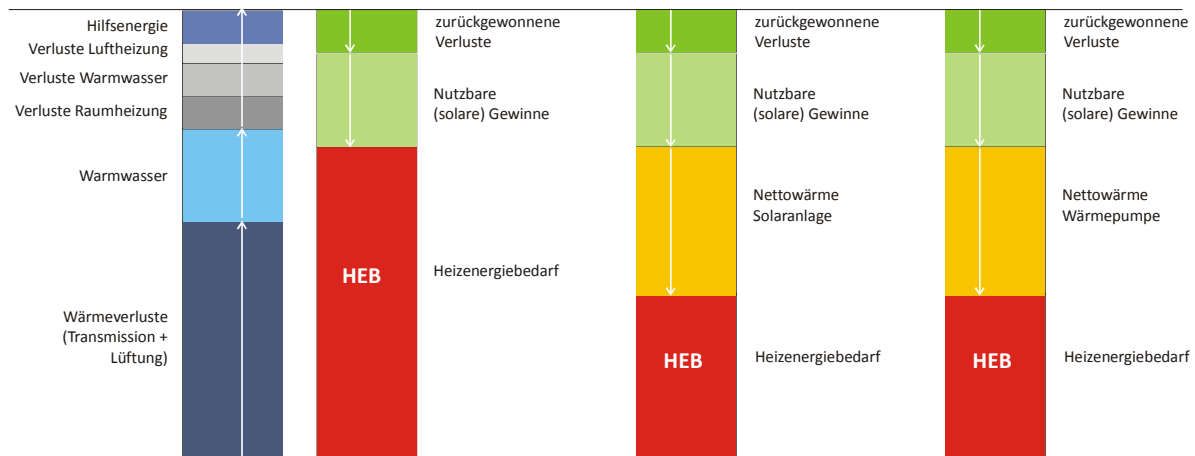 Hilfsenergie
Verluste Luftheizung
Verluste Warmwasser
Verluste Raumheizung
Warmwasser
Wärmeverluste
(Transmission +
Lüftung)
zurückgewonnene
Verluste
Nutzbare
(solare) Gewinne
HEB
Heizenergiebedarf
zurückgewonnene
Verluste
Nutzbare
(solare) Gewinne
Nettowärme
Solaranlage
HEB
Heizenergiebedarf
zurückgewonnene
Verluste
Nutzbare
(solare) Gewinne
Nettowärme
Wärmepumpe
HEB
Heizenergiebedarf